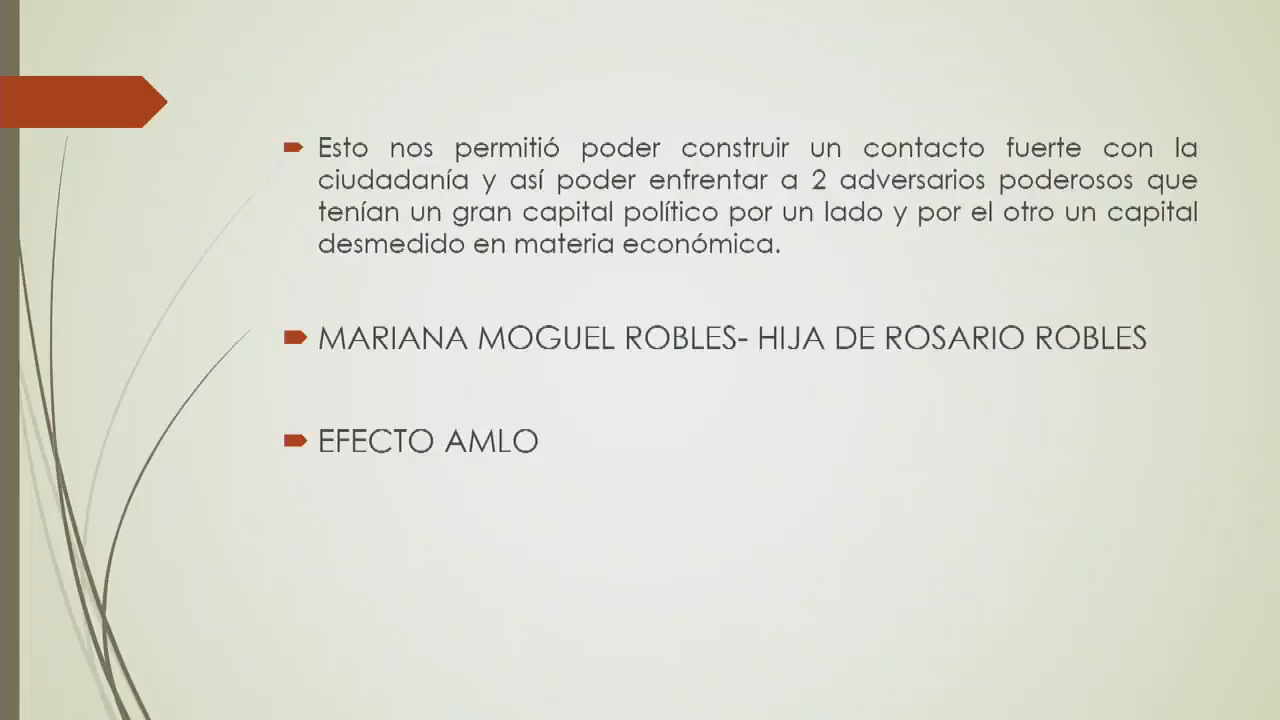 Esto nos permitió poder construir un contacto fuerte con la
ciudadanía y así poder enfrentar a 2 adversarios poderosos que
tenían un gran capital político por un lado y por el otro un capital
desmedido en materia económica.
MARIANA MOGUEL ROBLES- HIJA DE ROSARIO ROBLES
EFECTO AMLO